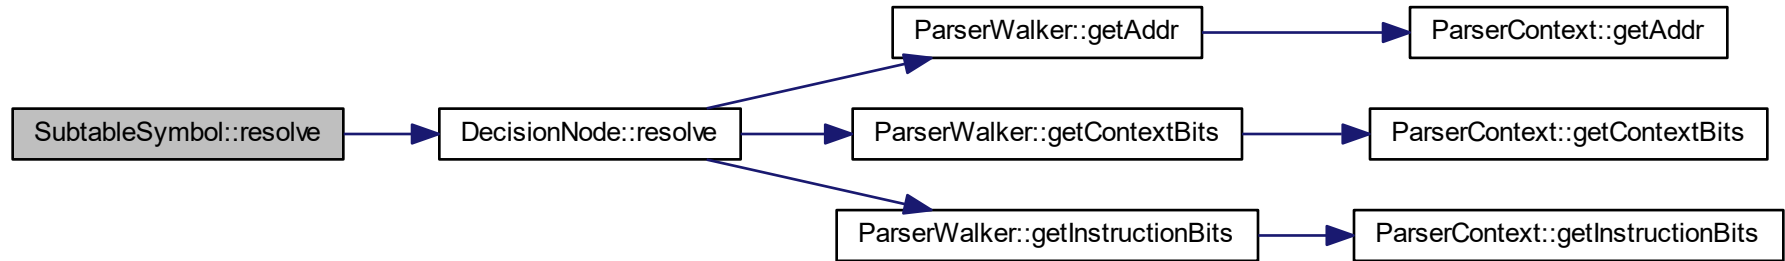 ParserWalker::getAddr
ParserContext::getAddr
SubtableSymbol::resolve
DecisionNode::resolve
ParserWalker::getContextBits
ParserContext::getContextBits
ParserWalker::getInstructionBits
ParserContext::getInstructionBits